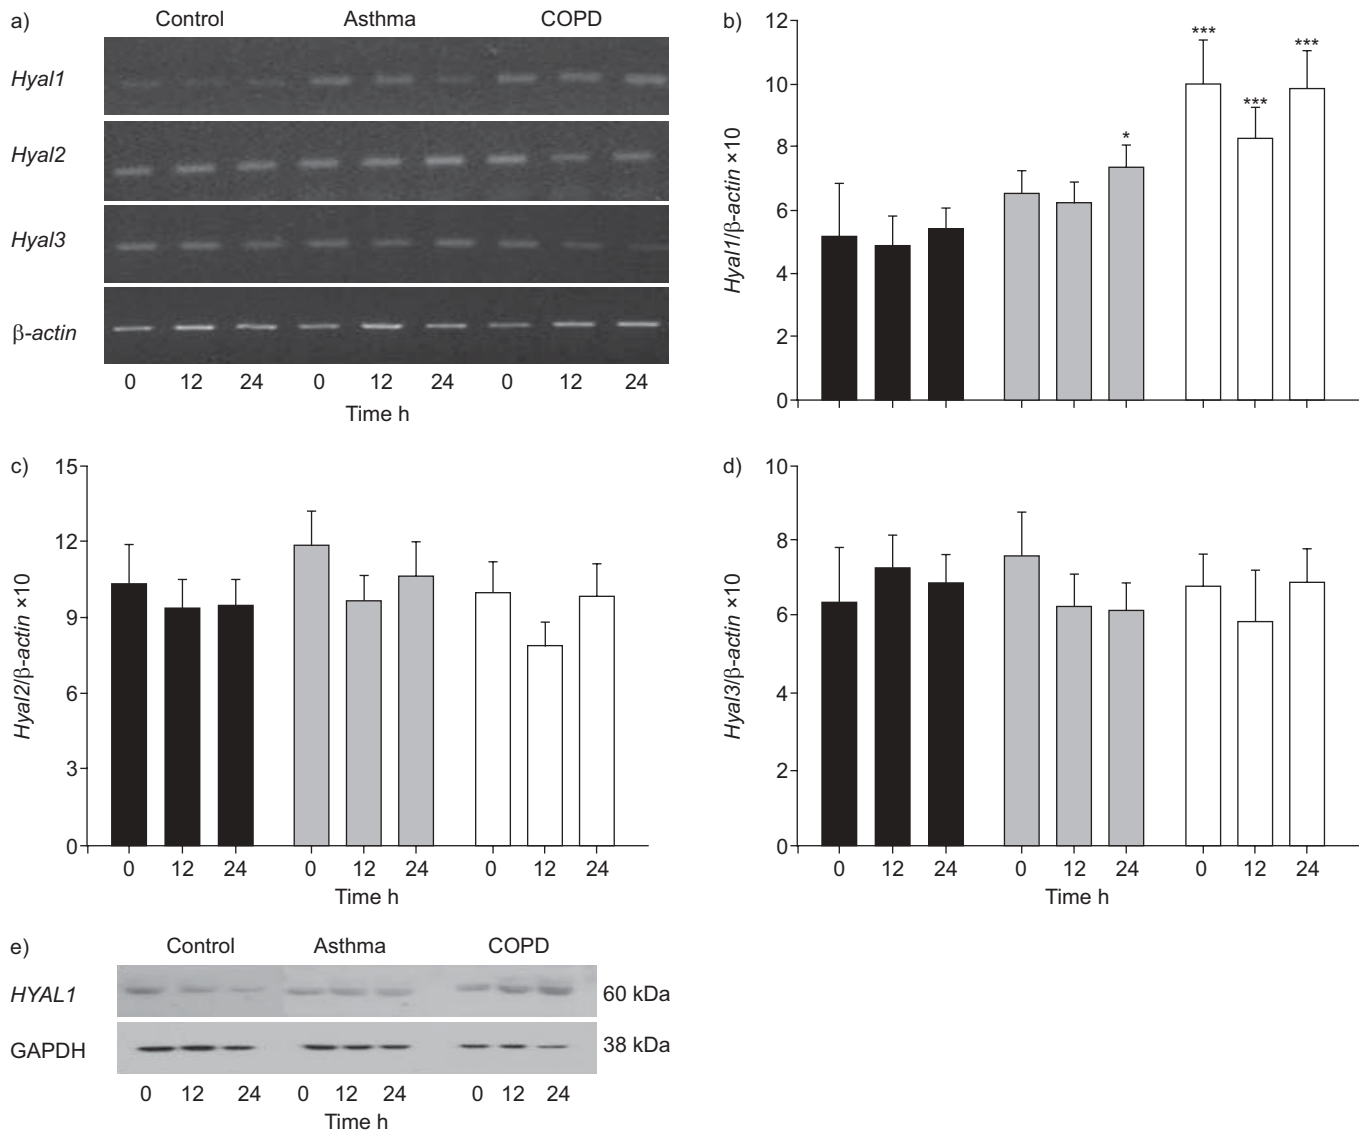 a) Control Asthma COPD
Hyal1
Hyal2
Hyal3
β-actin
0 12 24 0 12 24 0 12 24
Time h
b)
12
10
8
6
4
2
0
Hyal1/β-actin ×10
*
***
***
***
c)
15
12
9
6
3
0
Hyal2/β-actin ×10
0 12 24 0 12 24 0 12 24
Time h
d)
10
8
6
4
2
0
Hyal3/β-actin ×10
0 12 24 0 12 24 0 12 24
Time h
e) Control Asthma COPD
HYAL1 60 kDa
GAPDH 38 kDa
0 12 24 0 12 24 0 12 24
Time h